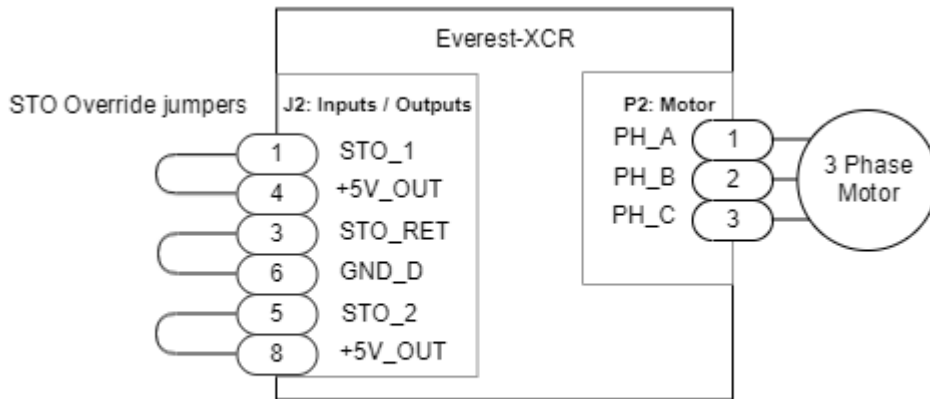 Everest-XCR
STO Override jumpers
J2: Inputs / Outputs
1 STO_1
4 +5V_OUT
3 STO_RET
6 GND_D
5 STO_2
8 +5V_OUT
P2: Motor
PH_A 1
PH_B 2
PH_C 3
3 Phase
Motor